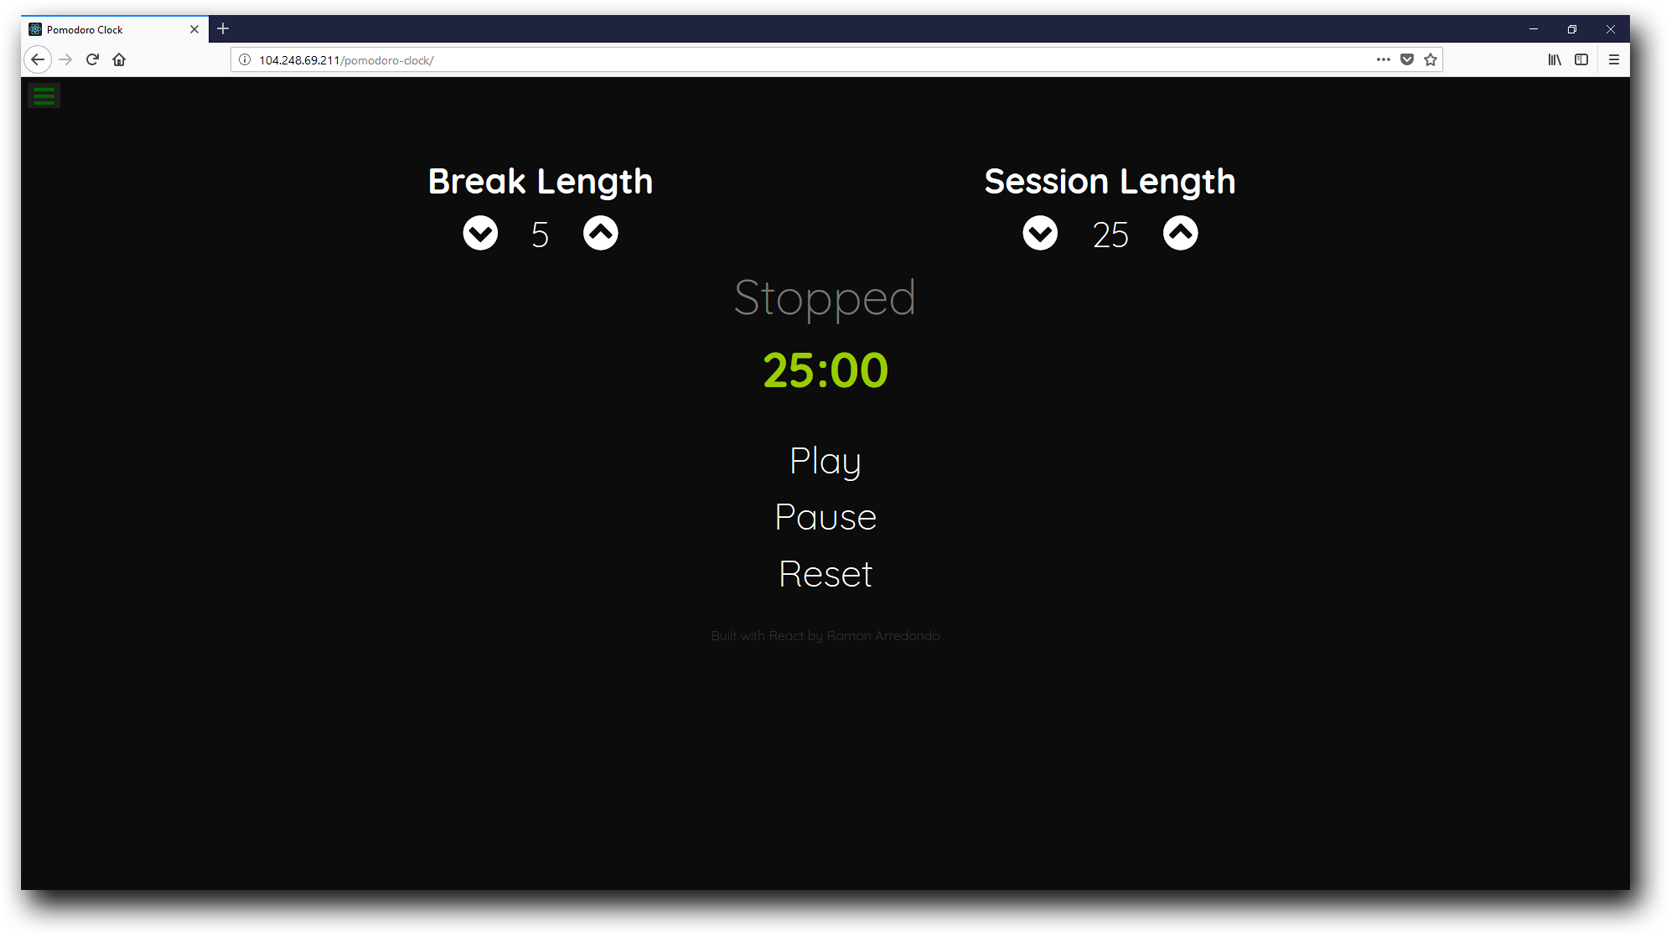 Pomodoro Clock
104.248.69.211/pomodoro-clock/
Break Length
Session Length
5
25
Stopped
25:00
Play
Pause
Reset
Built with React by Ramon Arredondo